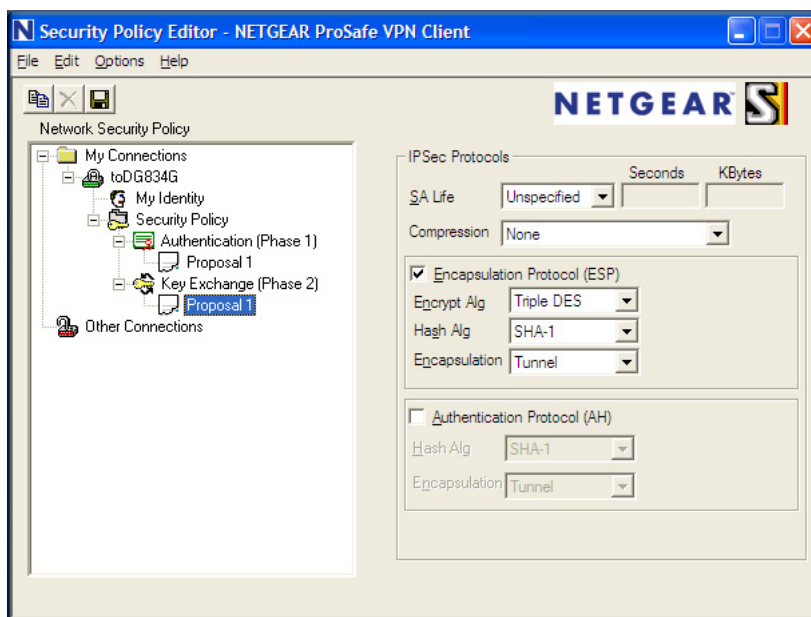 Security Policy Editor - NETGEAR ProSafe VPN Client
File Edit Options Help
NETGEAR
Network Security Policy
My Connections
toDG834G
My Identity
Security Policy
Authentication (Phase 1)
Proposal 1
Key Exchange (Phase 2)
Proposal 1
Other Connections
IPSec Protocols
Seconds KBytes
SA Life Unspecified
Compression None
Encapsulation Protocol (ESP)
Encrypt Alg Triple DES
Hash Alg SHA-1
Encapsulation Tunnel
Authentication Protocol (AH)
Hash Alg SHA-1
Encapsulation Tunnel